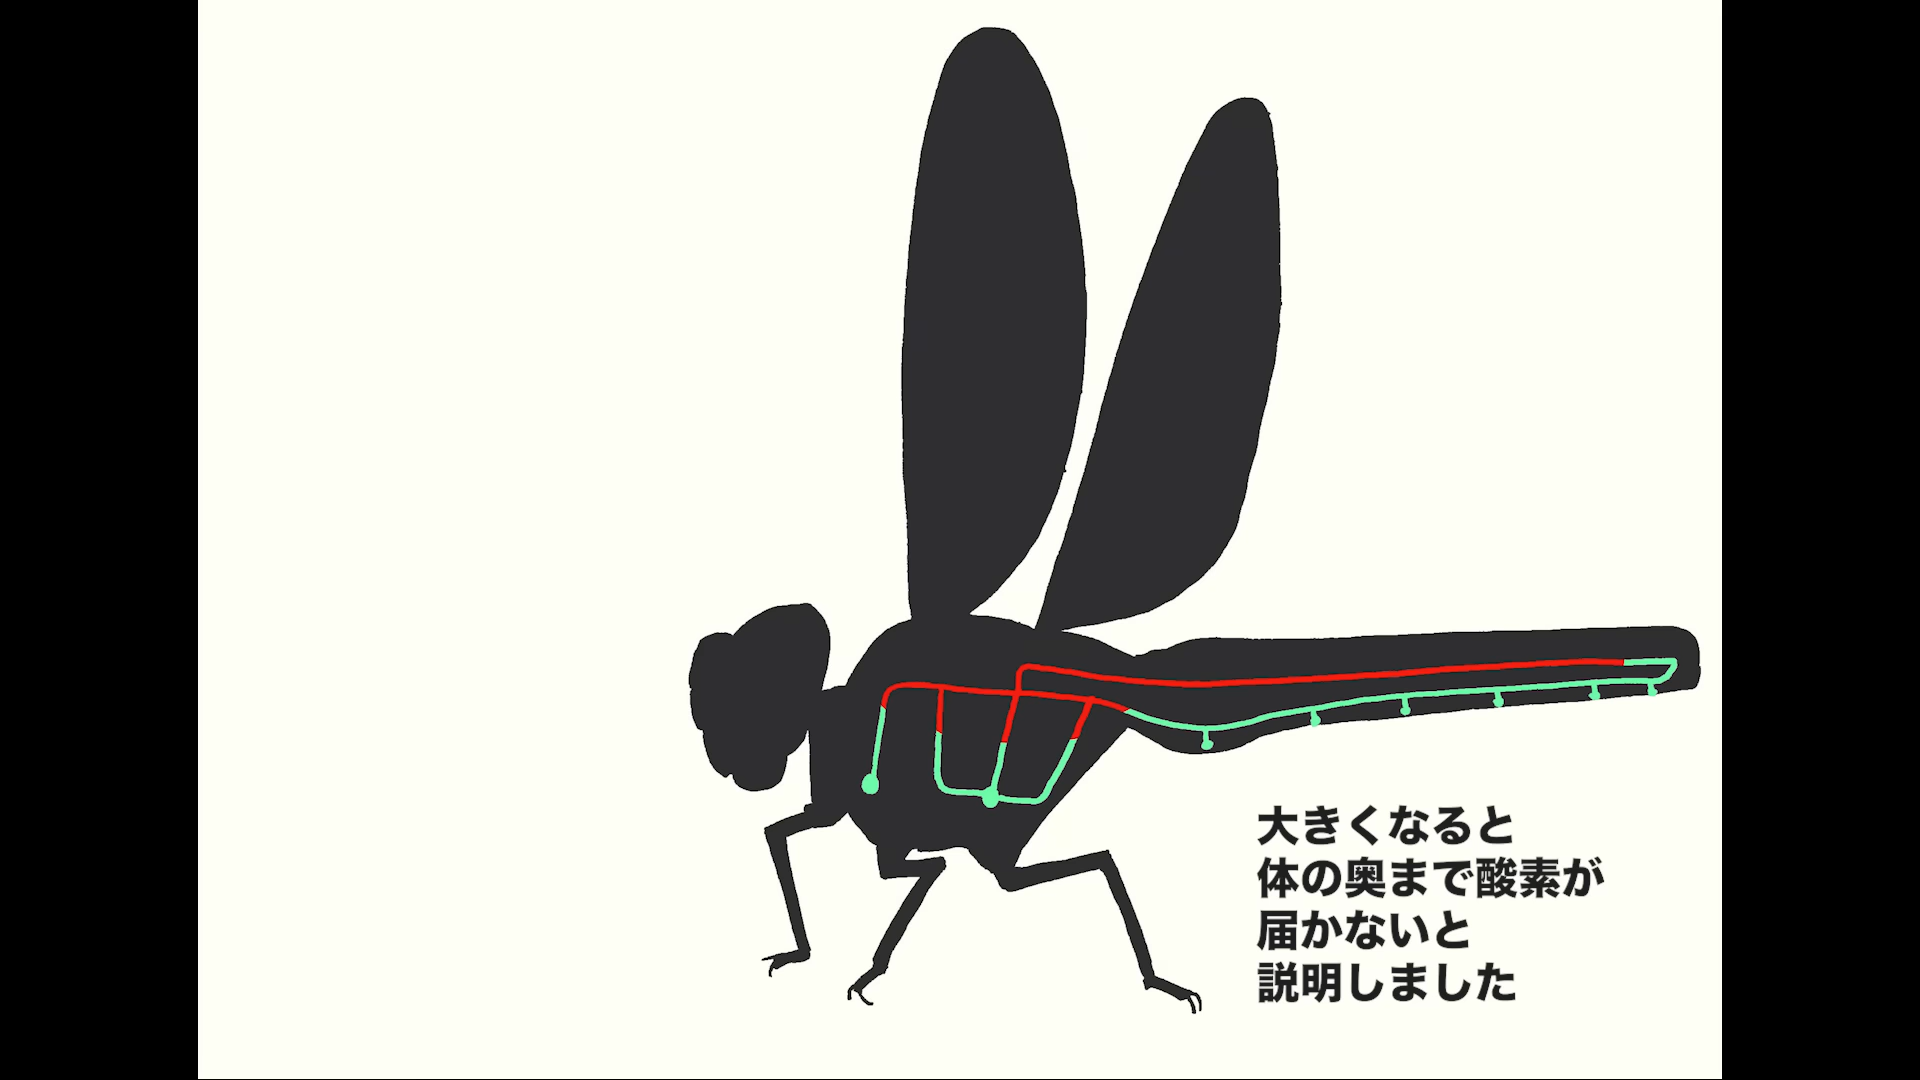 大きくなると
体の奥まで酸素が
届かないと
説明しました